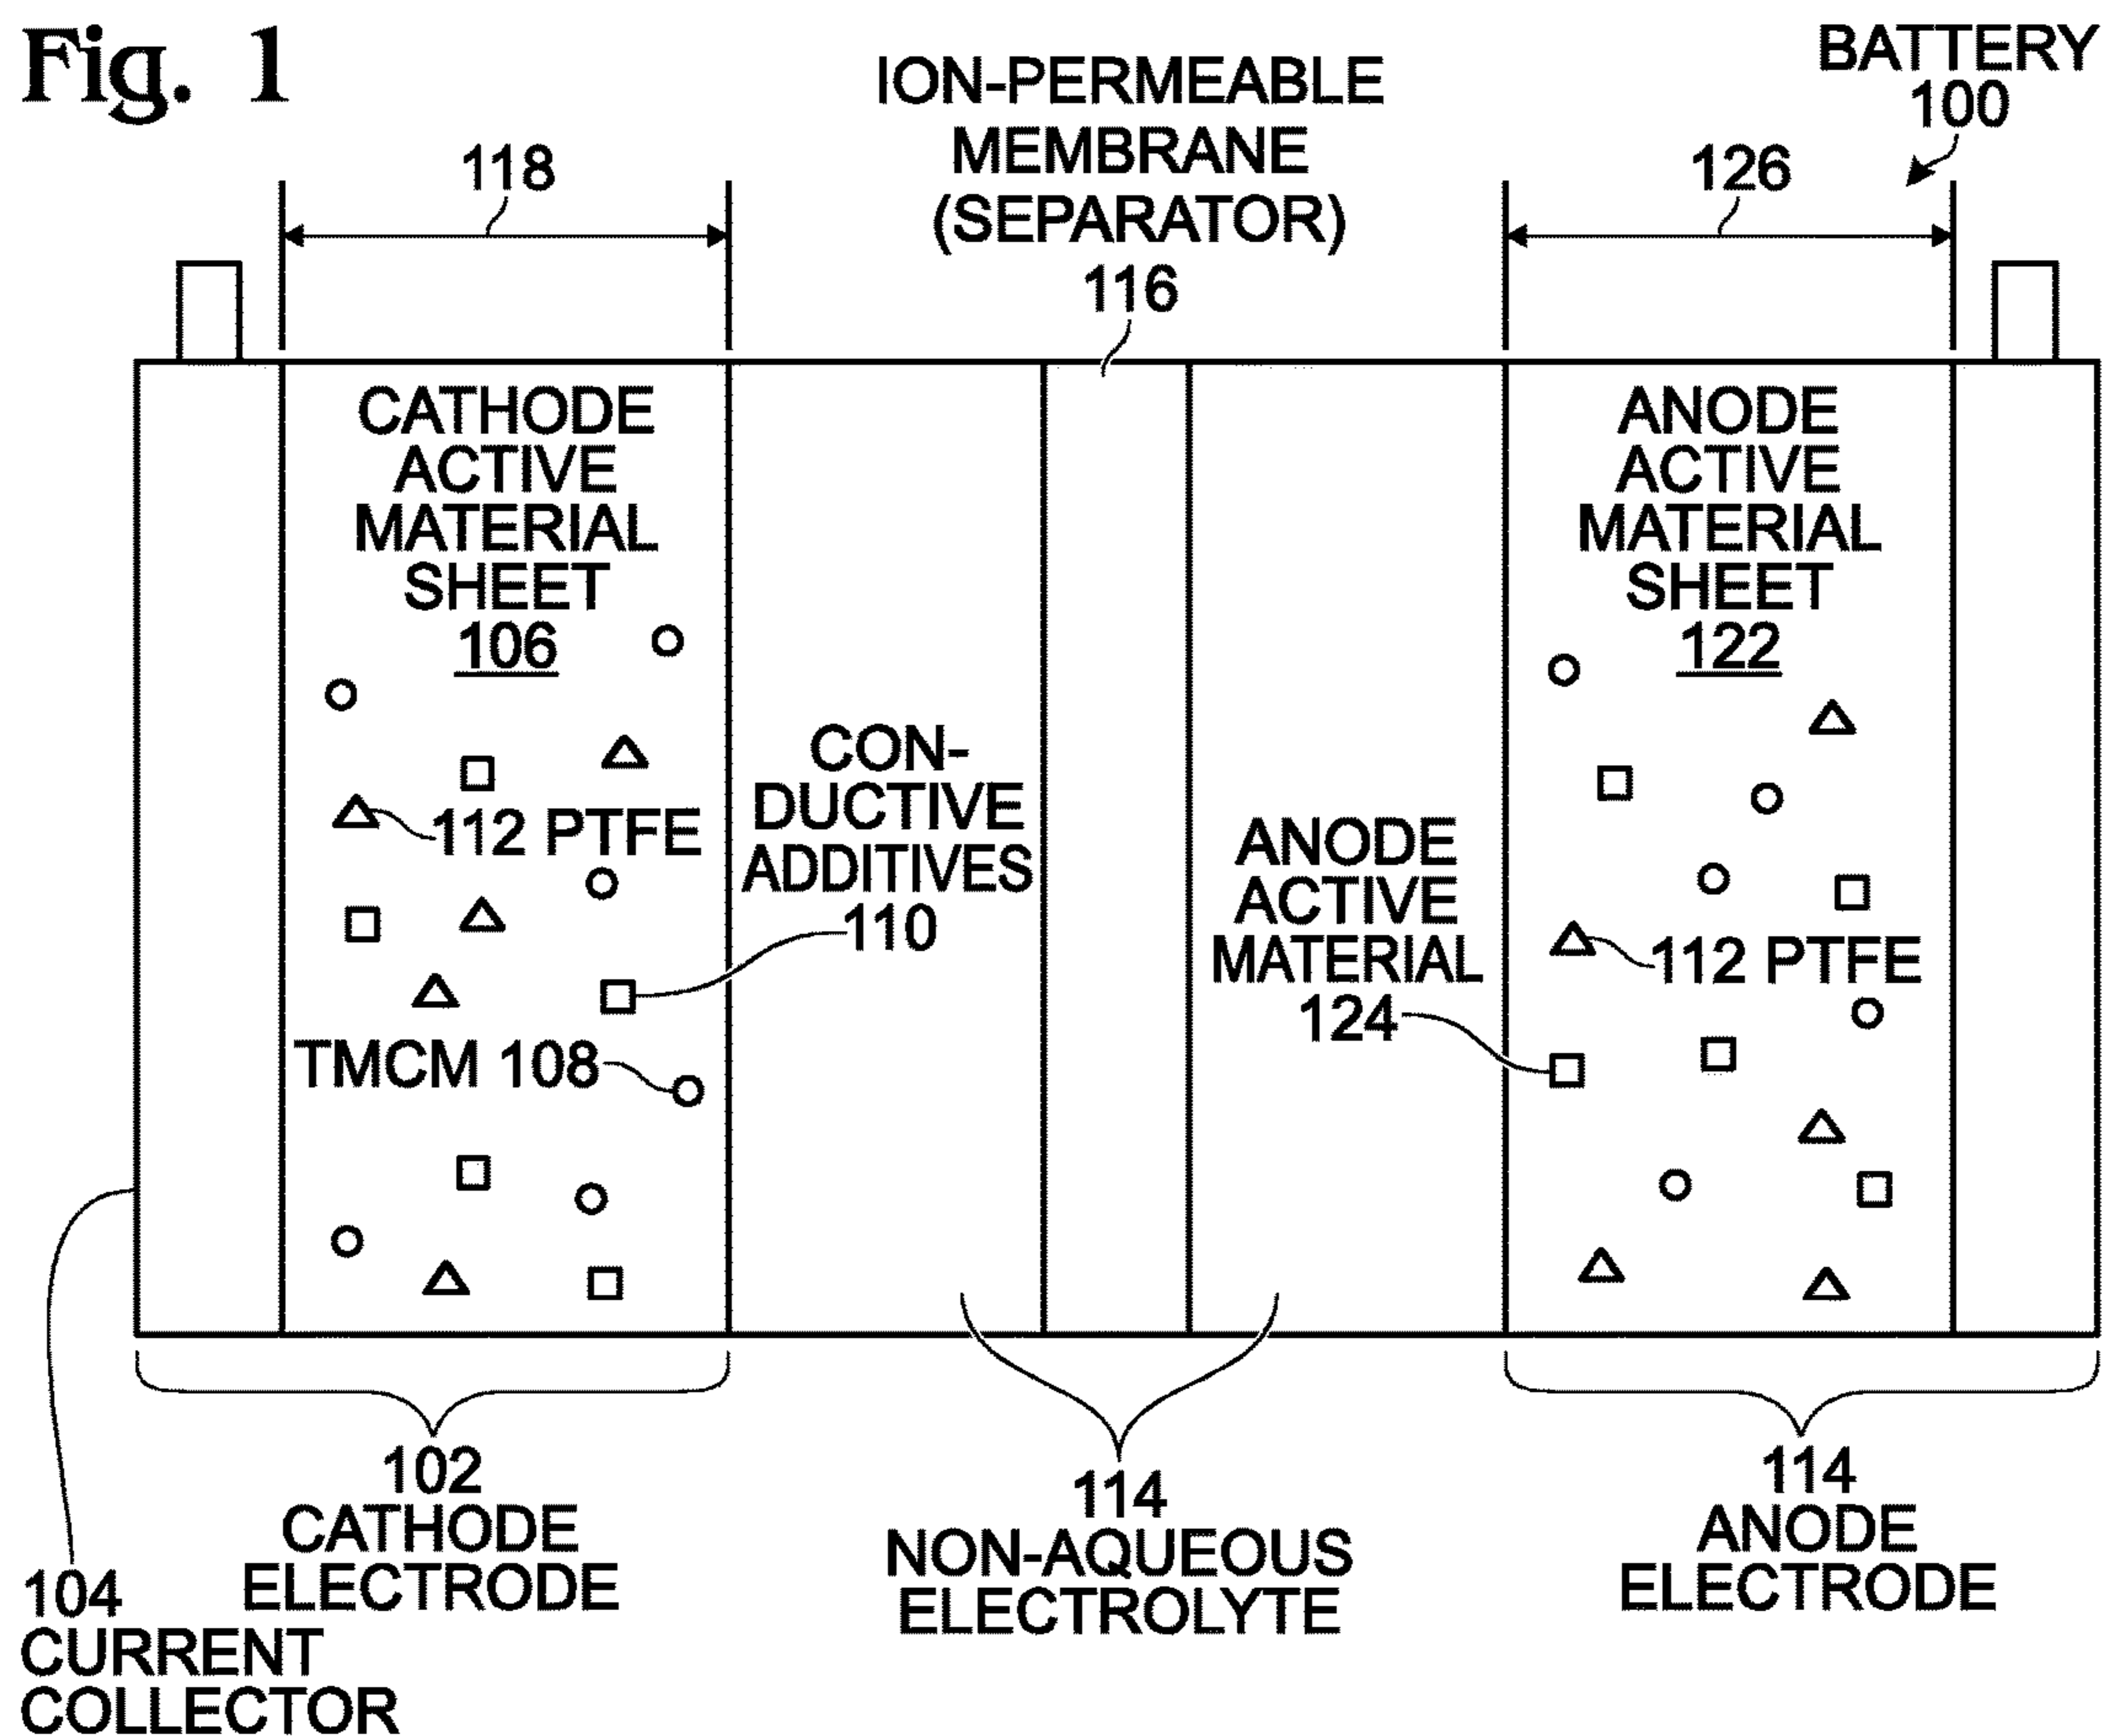 Fig. 1
BATTERY
100
ION-PERMEABLE
MEMBRANE
(SEPARATOR)
116
118
126
CATHODE
ACTIVE
MATERIAL
SHEET
106
112 PTFE
TMCM 108
CON-
DUCTIVE
ADDITIVES
110
ANODE
ACTIVE
MATERIAL
124
ANODE
ACTIVE
MATERIAL
SHEET
122
112 PTFE
104
CURRENT
COLLECTOR
102
CATHODE
ELECTRODE
114
NON-AQUEOUS
ELECTROLYTE
114
ANODE
ELECTRODE